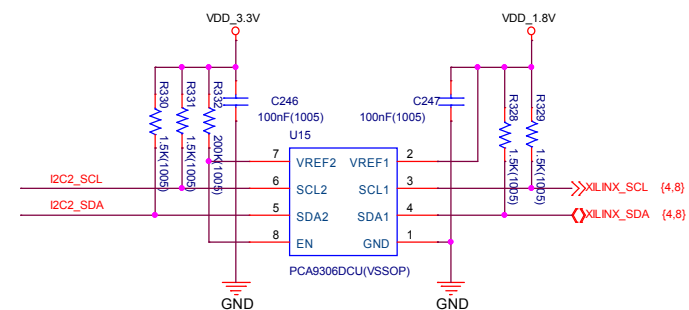 VDD_3.3V
VDD_1.8V
R330
1.5K(1005)
R331
1.5K(1005)
R332
200K(1005)
C246
100nF(1005)
C247
100nF(1005)
R328
1.5K(1005)
R329
1.5K(1005)
U15
7 VREF2 VREF1 2
I2C2_SCL 6 SCL2 SCL1 3 XILINX_SCL {4,8}
I2C2_SDA 5 SDA2 SDA1 4 XILINX_SDA {4,8}
8 EN GND 1
PCA9306DCU(VSSOP)
GND
GND